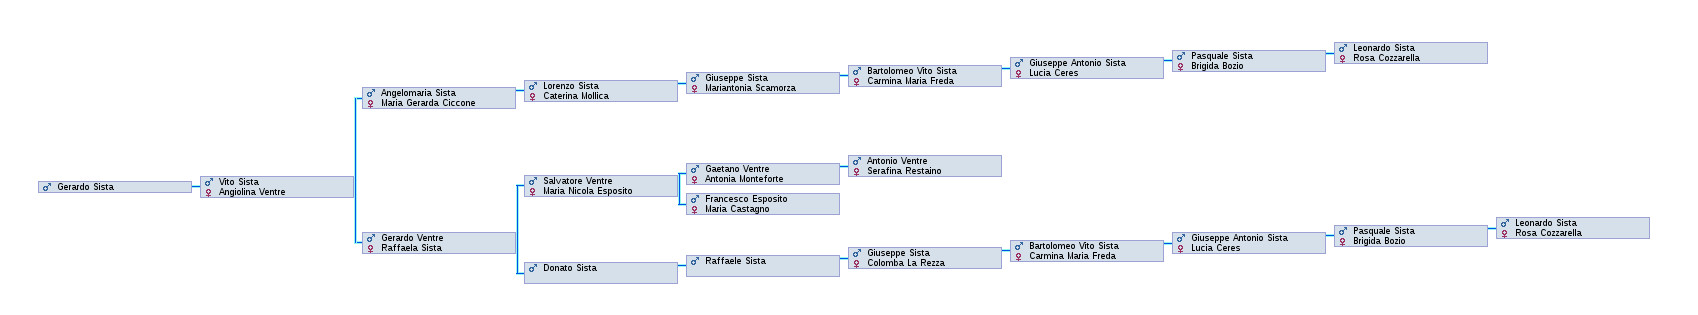 Gerardo Sista
Vito Sista
Angiolina Ventre
Angelomaria Sista
Maria Gerarda Ciccone
Lorenzo Sista
Caterina Mollica
Giuseppe Sista
Mariantonia Scamorza
Bartolomeo Vito Sista
Carmina Maria Freda
Giuseppe Antonio Sista
Lucia Ceres
Pasquale Sista
Brigida Bozio
Leonardo Sista
Rosa Cozzarella
Gerardo Ventre
Raffaela Sista
Salvatore Ventre
Maria Nicola Esposito
Gaetano Ventre
Antonia Monteforte
Antonio Ventre
Serafina Restaino
Francesco Esposito
Maria Castagno
Donato Sista
Raffaele Sista
Giuseppe Sista
Colomba La Rezza
Bartolomeo Vito Sista
Carmina Maria Freda
Giuseppe Antonio Sista
Lucia Ceres
Pasquale Sista
Brigida Bozio
Leonardo Sista
Rosa Cozzarella